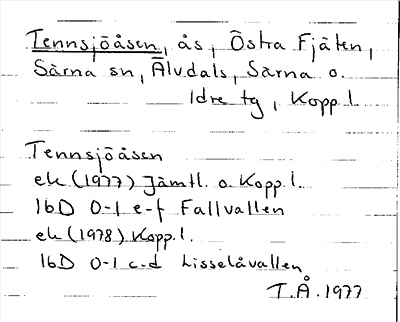 Tennsjöåsen, ås, Östra Fjäten,
Särna sn, Älvdals, Särna o.
Idre tg, Kopp. l.
Tennsjöåsen
ek (1977) Jämtl. o. Kopp. l.
16D 0-1 e-f Fallvallen
ek (1978) Kopp. l.
16D 0-1 c-d Lisselåvallen
T.Å. 1977